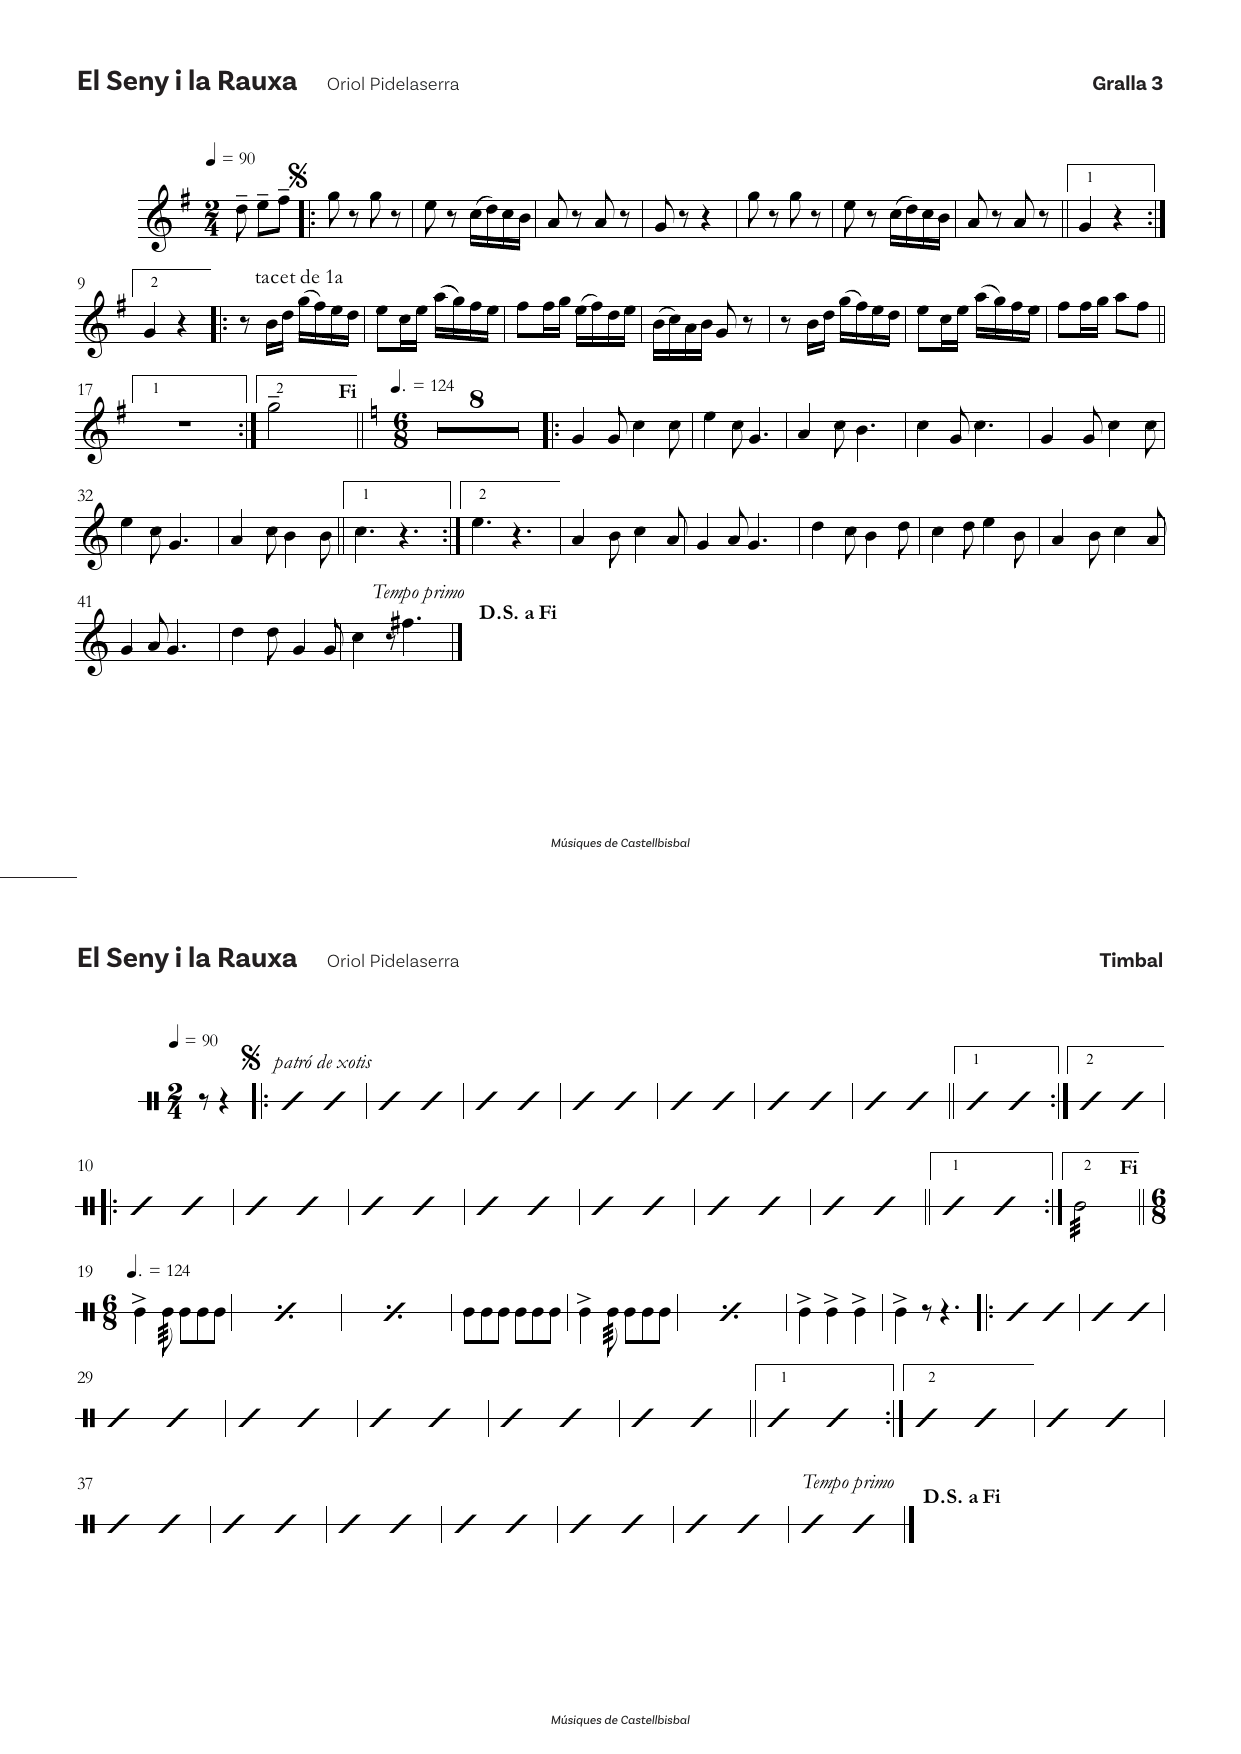 El Seny i la Rauxa Oriol Pidelaserra Gralla 3
= 90
1
9 2 tacet de 1a
17 1 2 Fi . = 124 8
32 1 2
41 Tempo primo D.S. a Fi
Músiques de Castellbisbal
El Seny i la Rauxa Oriol Pidelaserra Timbal
= 90
patró de xotis 1 2
10 1 2 Fi
19 . = 124
29 1 2
37 Tempo primo D.S. a Fi
Músiques de Castellbisbal